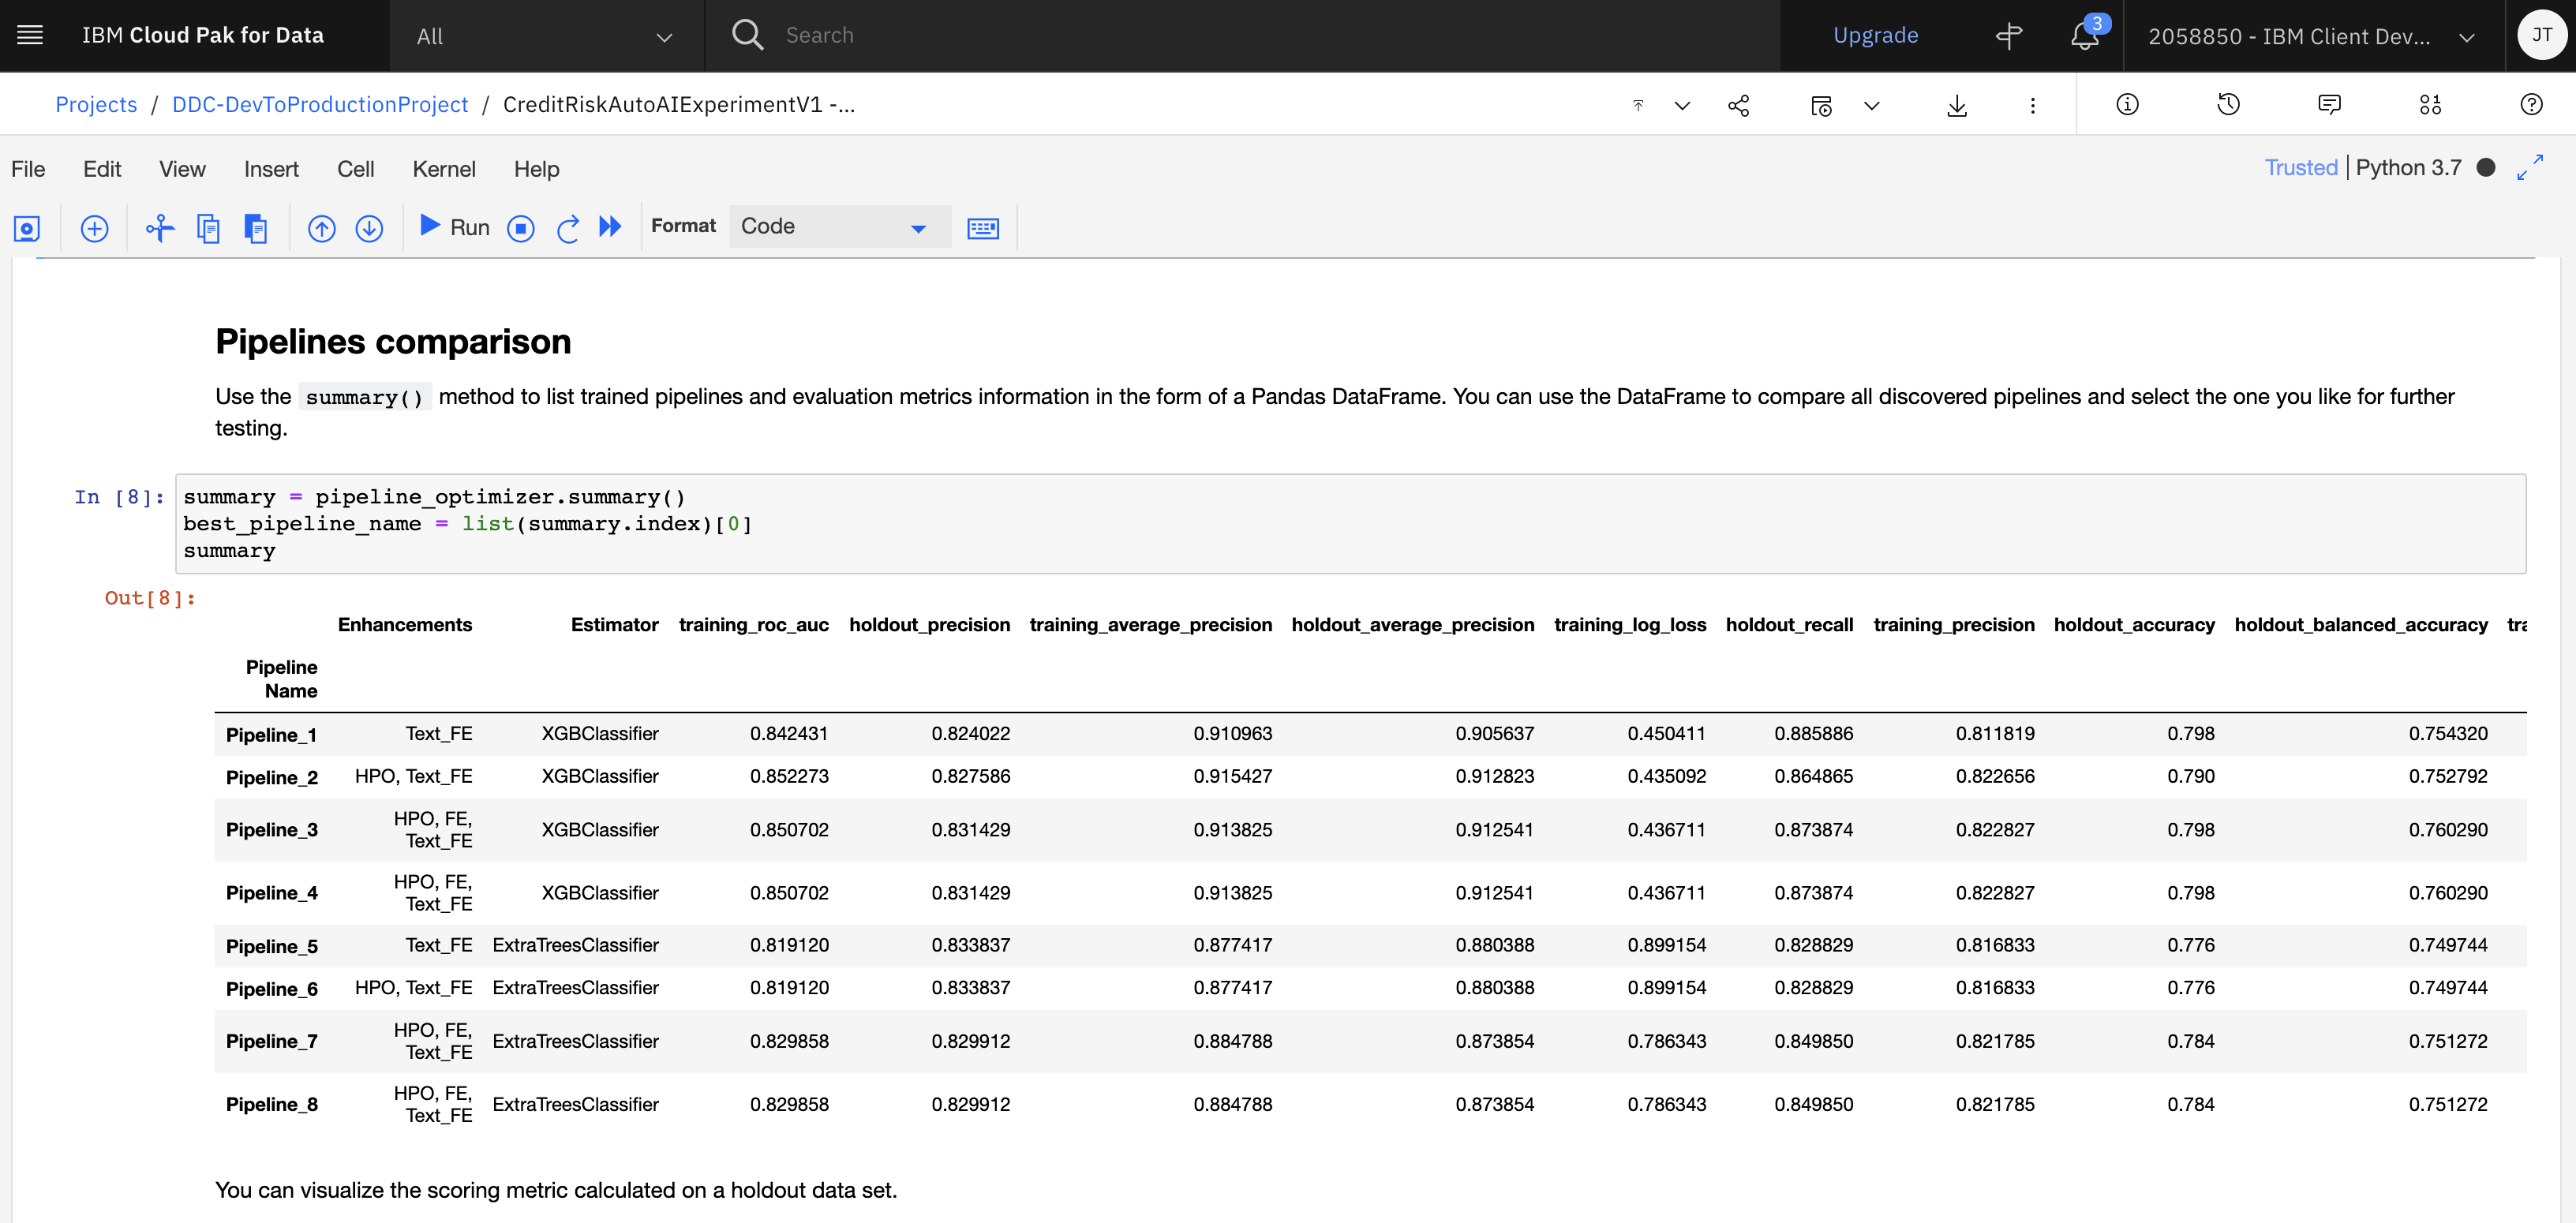 IBM Cloud Pak for Data All Search Upgrade 3 2058850 - IBM Client Dev... JT
Projects / DDC-DevToProductionProject / CreditRiskAutoAIExperimentV1 -...
File Edit View Insert Cell Kernel Help Trusted | Python 3.7
Run Format Code
Pipelines comparison
Use the summary() method to list trained pipelines and evaluation metrics information in the form of a Pandas DataFrame. You can use the DataFrame to compare all discovered pipelines and select the one you like for further
testing.
In [8]: summary = pipeline_optimizer.summary()
best_pipeline_name = list(summary.index)[0]
summary
Out[8]:
Enhancements Estimator training_roc_auc holdout_precision training_average_precision holdout_average_precision training_log_loss holdout_recall training_precision holdout_accuracy holdout_balanced_accuracy tra
Pipeline
Name
Pipeline_1 Text_FE XGBClassifier 0.842431 0.824022 0.910963 0.905637 0.450411 0.885886 0.811819 0.798 0.754320
Pipeline_2 HPO, Text_FE XGBClassifier 0.852273 0.827586 0.915427 0.912823 0.435092 0.864865 0.822656 0.790 0.752792
HPO, FE,
Pipeline_3 Text_FE XGBClassifier 0.850702 0.831429 0.913825 0.912541 0.436711 0.873874 0.822827 0.798 0.760290
HPO, FE,
Pipeline_4 Text_FE XGBClassifier 0.850702 0.831429 0.913825 0.912541 0.436711 0.873874 0.822827 0.798 0.760290
Pipeline_5 Text_FE ExtraTreesClassifier 0.819120 0.833837 0.877417 0.880388 0.899154 0.828829 0.816833 0.776 0.749744
Pipeline_6 HPO, Text_FE ExtraTreesClassifier 0.819120 0.833837 0.877417 0.880388 0.899154 0.828829 0.816833 0.776 0.749744
HPO, FE,
Pipeline_7 Text_FE ExtraTreesClassifier 0.829858 0.829912 0.884788 0.873854 0.786343 0.849850 0.821785 0.784 0.751272
HPO, FE,
Pipeline_8 Text_FE ExtraTreesClassifier 0.829858 0.829912 0.884788 0.873854 0.786343 0.849850 0.821785 0.784 0.751272
You can visualize the scoring metric calculated on a holdout data set.